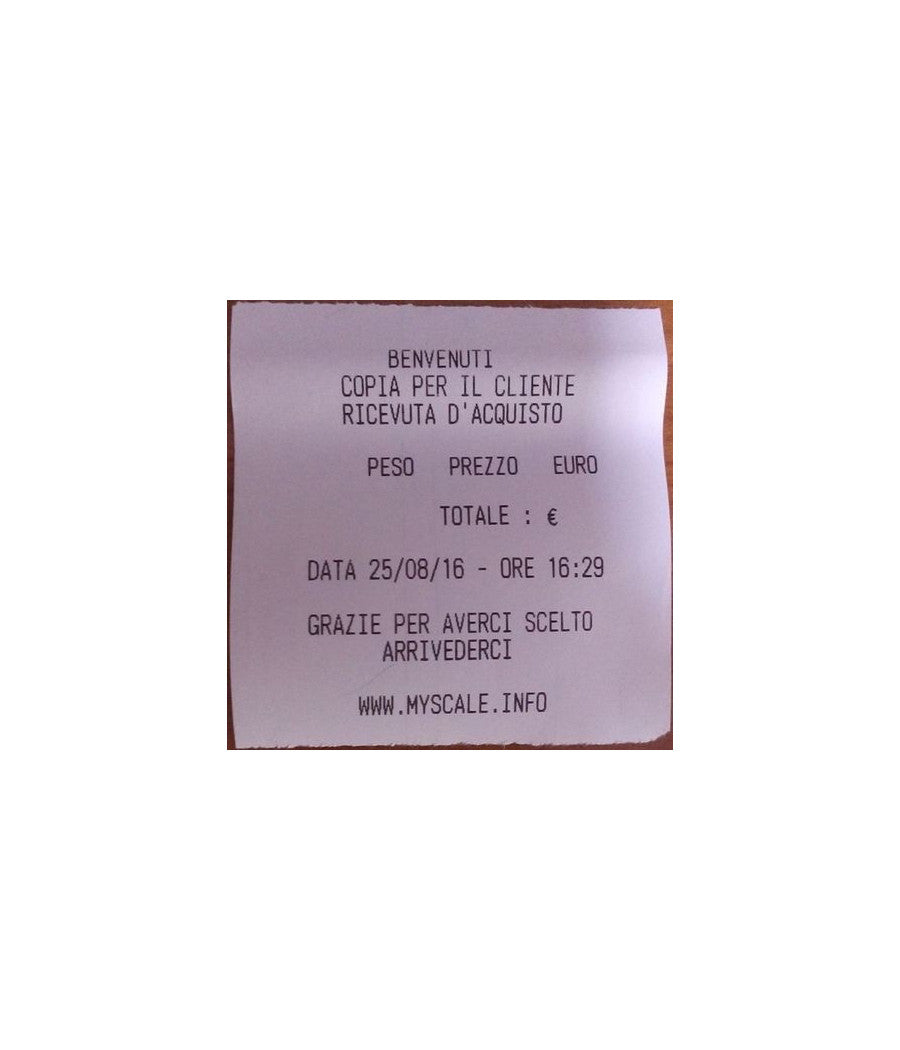 BENVENUTI
COPIA PER IL CLIENTE
RICEVUTA D'ACQUISTO
PESO PREZZO EURO
TOTALE : €
DATA 25/08/16 - ORE 16:29
GRAZIE PER AVERCI SCELTO
ARRIVEDERCI
WWW.MYSCALE.INFO